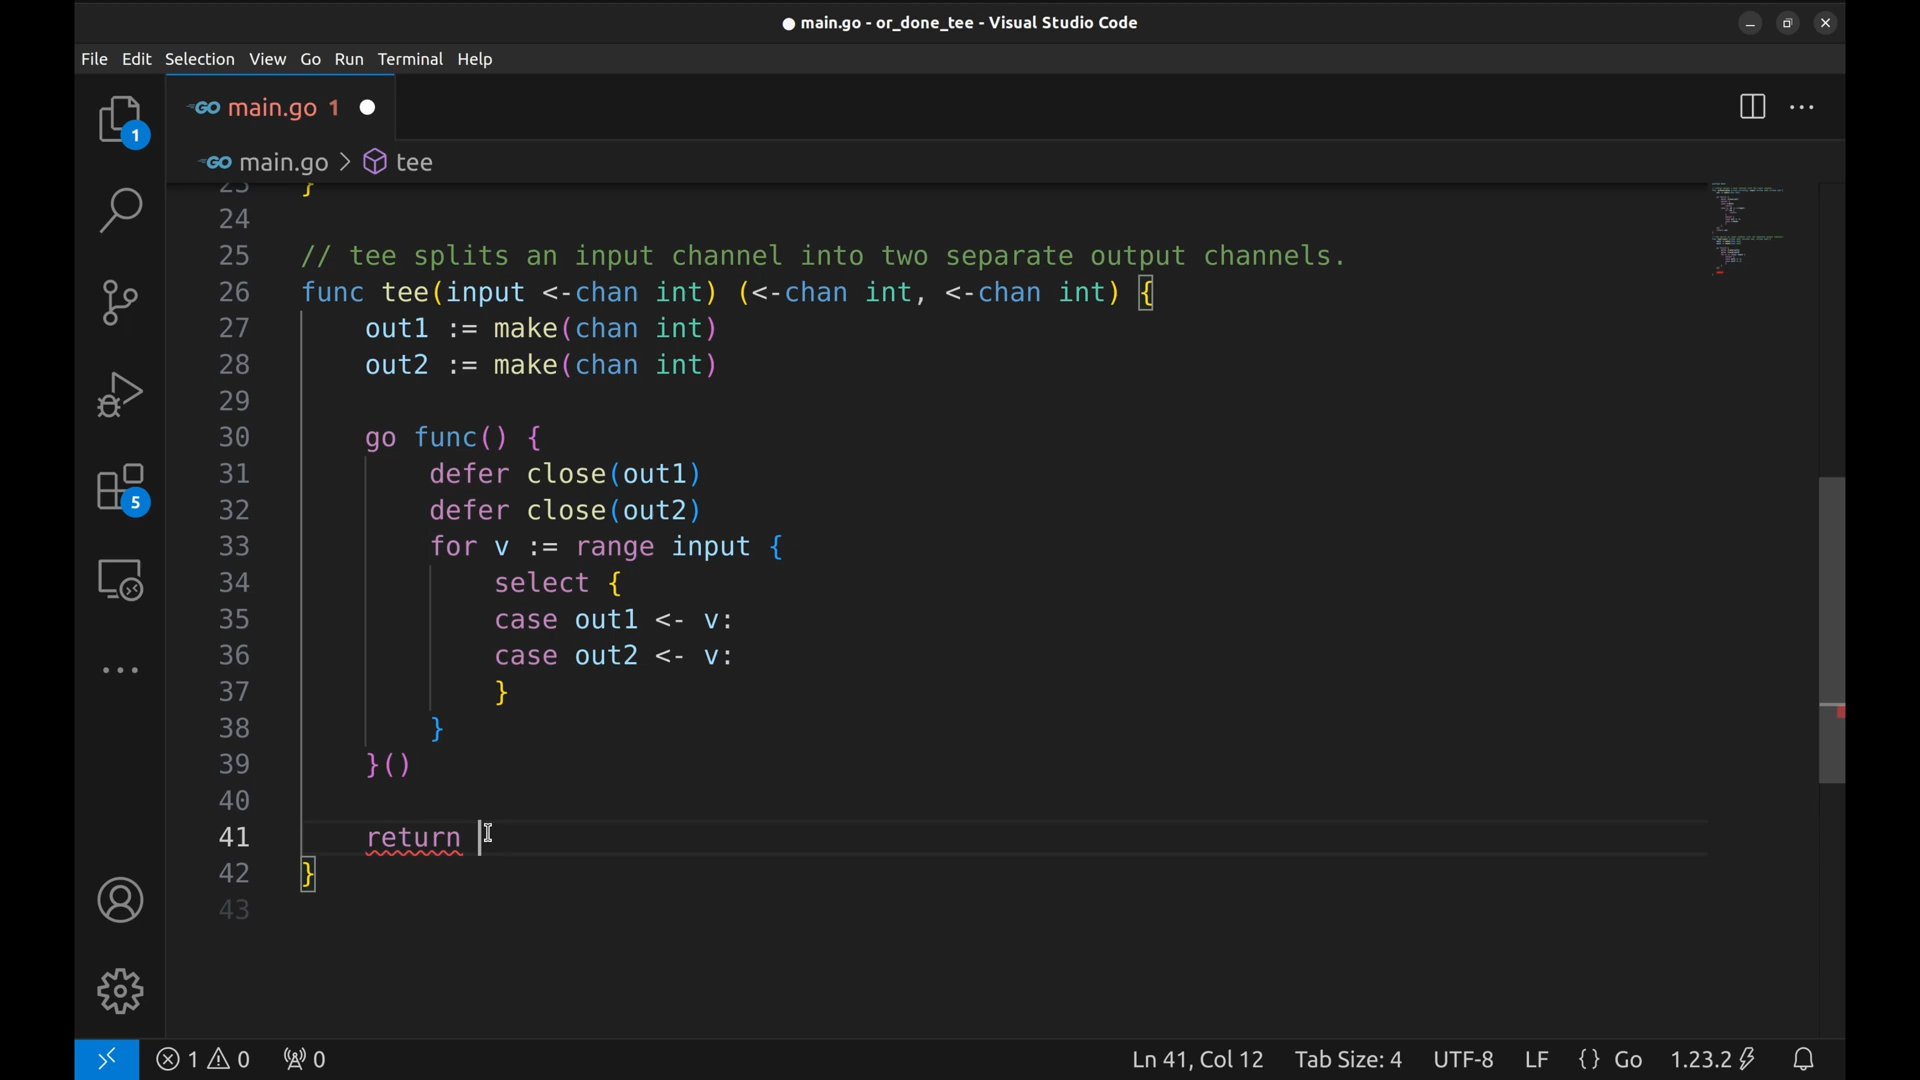 main.go - or_done_tee - Visual Studio Code
File Edit Selection View Go Run Terminal Help
GO main.go 1
GO main.go > tee
1
5
23 }
24
25 // tee splits an input channel into two separate output channels.
26 func tee(input <-chan int) (<-chan int, <-chan int) {
27 out1 := make(chan int)
28 out2 := make(chan int)
29
30 go func() {
31 defer close(out1)
32 defer close(out2)
33 for v := range input {
34 select {
35 case out1 <- v:
36 case out2 <- v:
37 }
38 }
39 }()
40
41 return
42 }
43
1 0 0 Ln 41, Col 12 Tab Size: 4 UTF-8 LF {} Go 1.23.2